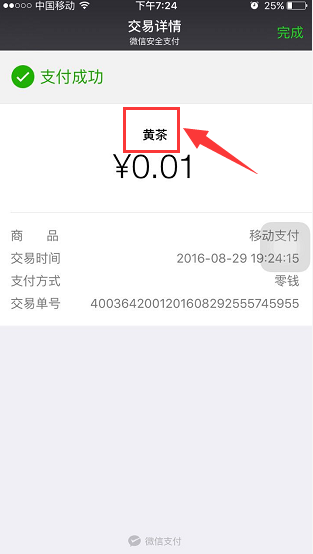 中国移动 下午7:24 25%
交易详情
微信安全支付
完成
支付成功
黄茶
¥0.01
商 品 移动支付
交易时间 2016-08-29 19:24:15
支付方式 零钱
交易单号 4003642001201608292555745955
微信支付